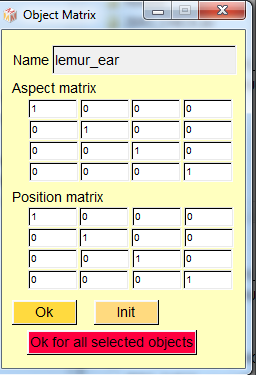 Object Matrix
Name lemur_ear
Aspect matrix
1 0 0 0
0 1 0 0
0 0 1 0
0 0 0 1
Position matrix
1 0 0 0
0 1 0 0
0 0 1 0
0 0 0 1
Ok Init
Ok for all selected objects